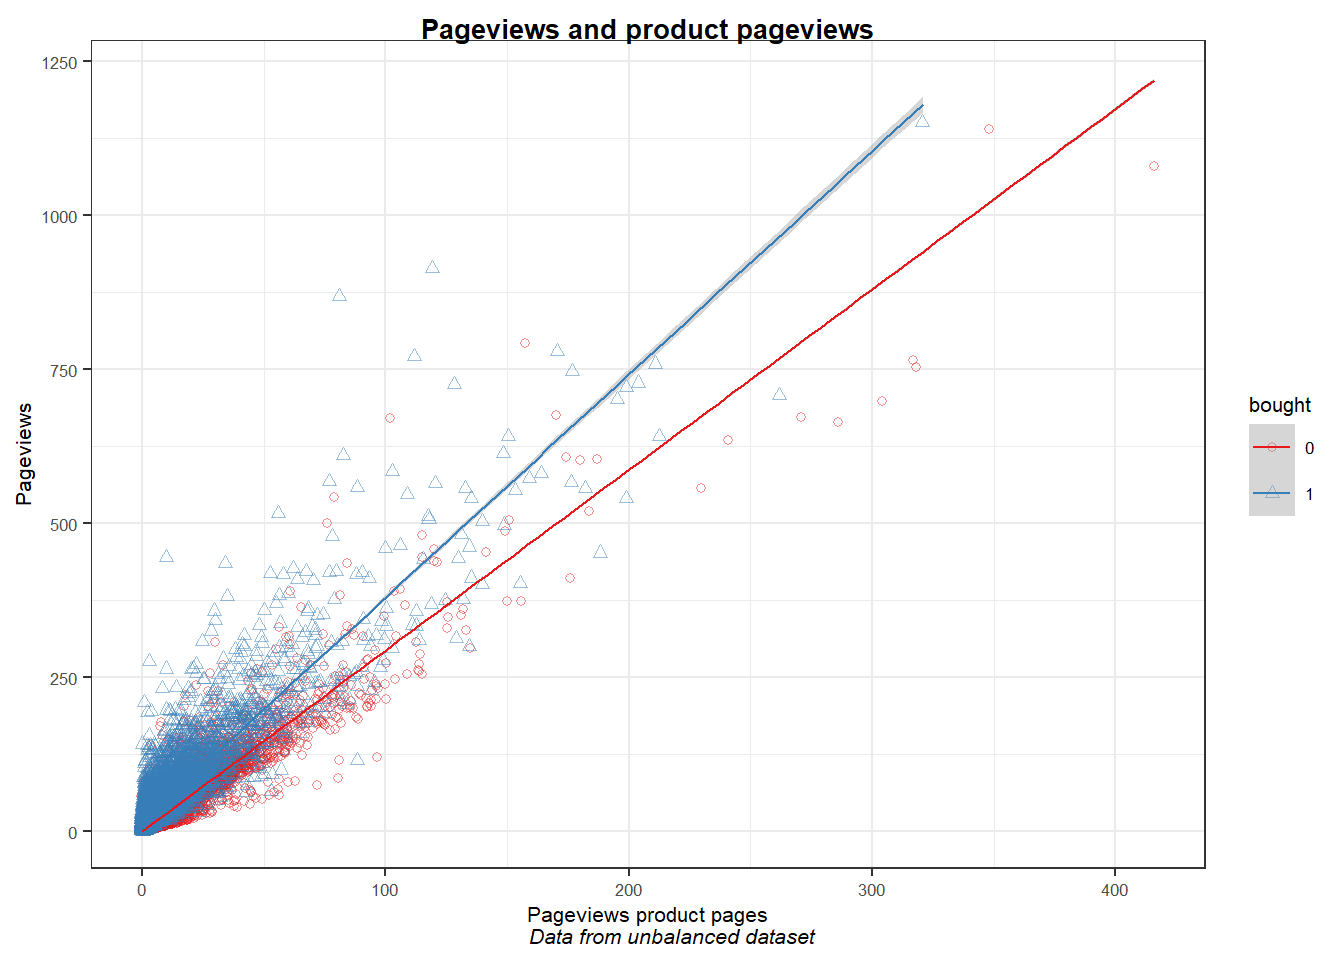 Pageviews and product pageviews
1250
1000
750
500
250
0
Pageviews
0 100 200 300 400
Pageviews product pages
Data from unbalanced dataset
bought
0
1